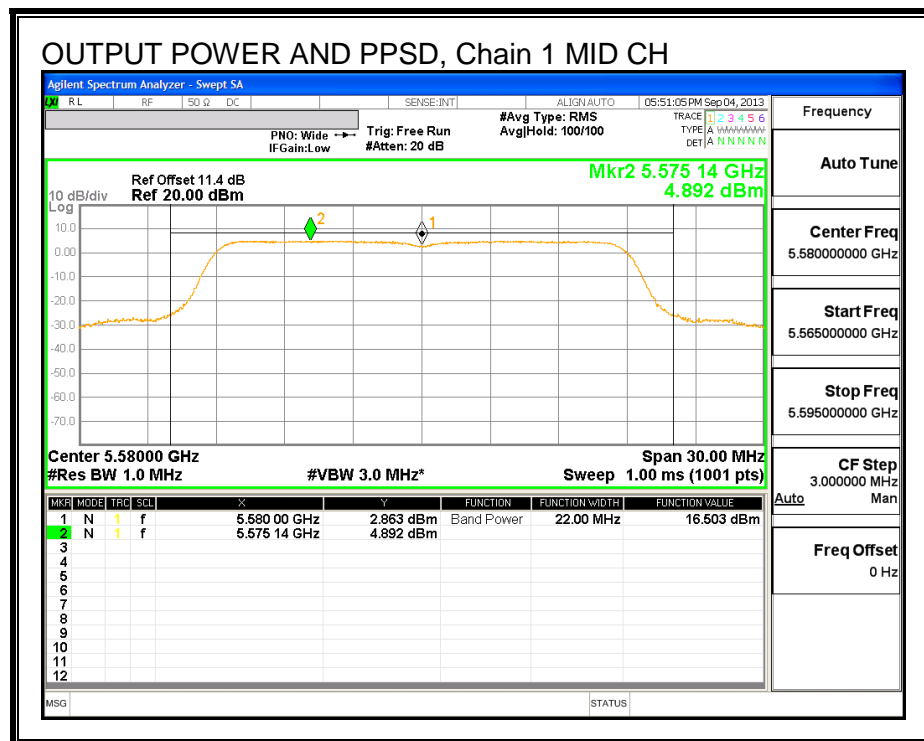 OUTPUT POWER AND PPSD, Chain 1 MID CH
Agilent Spectrum Analyzer - Swept SA
LXI RL RF 50 Ω DC SENSE:INT ALIGN AUTO 05:51:05 PM Sep 04, 2013
#Avg Type: RMS
Avg|Hold: 100/100
TRACE 1 2 3 4 5 6
TYPE A WWWWW
DET A N N N N N
PNO: Wide
IFGain:Low
Trig: Free Run
#Atten: 20 dB
Mkr2 5.575 14 GHz
4.892 dBm
Ref Offset 11.4 dB
Ref 20.00 dBm
10 dB/div
Log
10.0
0.00
-10.0
-20.0
-30.0
-40.0
-50.0
-60.0
-70.0
2
1
Center 5.58000 GHz
Span 30.00 MHz
#Res BW 1.0 MHz
#VBW 3.0 MHz*
Sweep 1.00 ms (1001 pts)
MKR MODE TRC SCL X Y FUNCTION FUNCTION WIDTH FUNCTION VALUE
1 N 1 f 5.580 00 GHz 2.863 dBm Band Power 22.00 MHz 16.503 dBm
2 N 1 f 5.575 14 GHz 4.892 dBm
3
4
5
6
7
8
9
10
11
12
MSG
STATUS
Frequency
Auto Tune
Center Freq
5.580000000 GHz
Start Freq
5.565000000 GHz
Stop Freq
5.595000000 GHz
CF Step
3.000000 MHz
Auto Man
Freq Offset
0 Hz